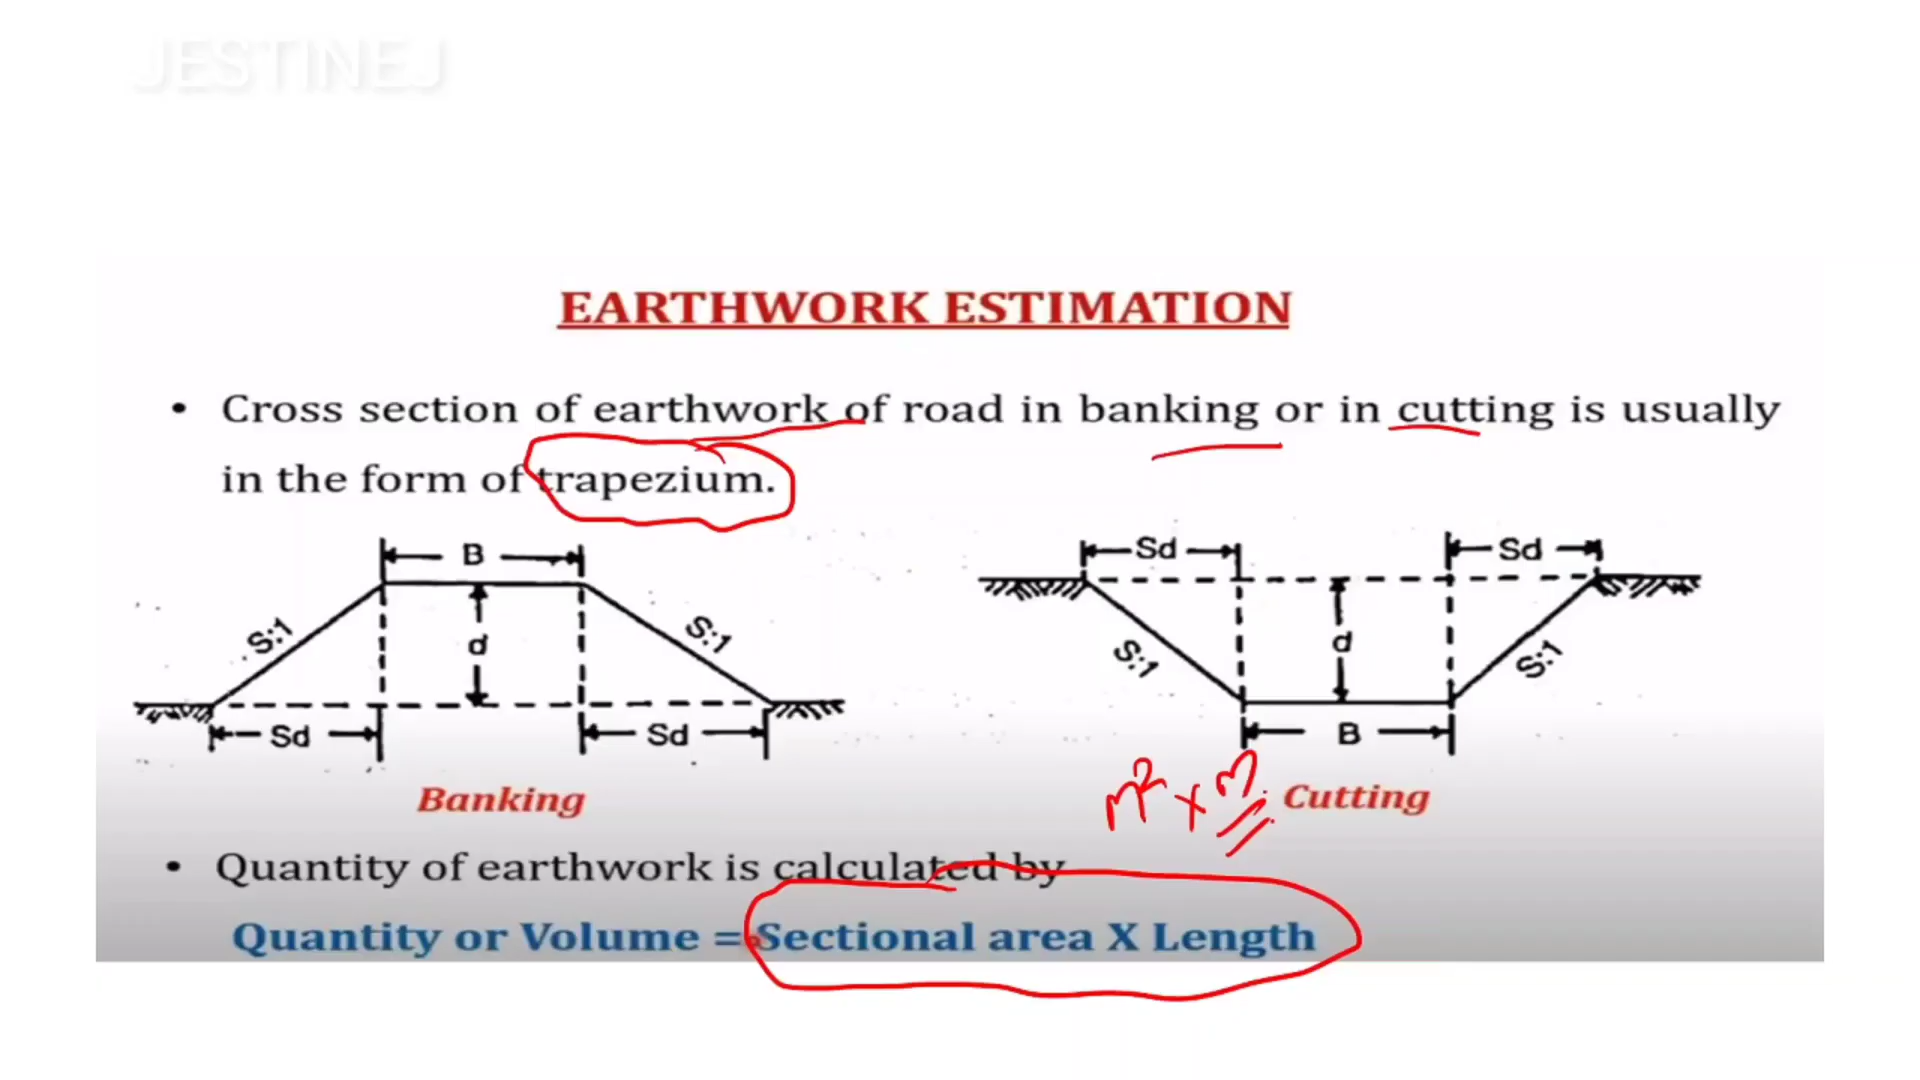 JESTINEJ
EARTHWORK ESTIMATION
• Cross section of earthwork of road in banking or in cutting is usually
in the form of trapezium.
B
Sd
Sd
S:1
d
S:1
S:1
d
S:1
Sd
Sd
B
Banking
m² x m
Cutting
• Quantity of earthwork is calculated by
Quantity or Volume = Sectional area X Length